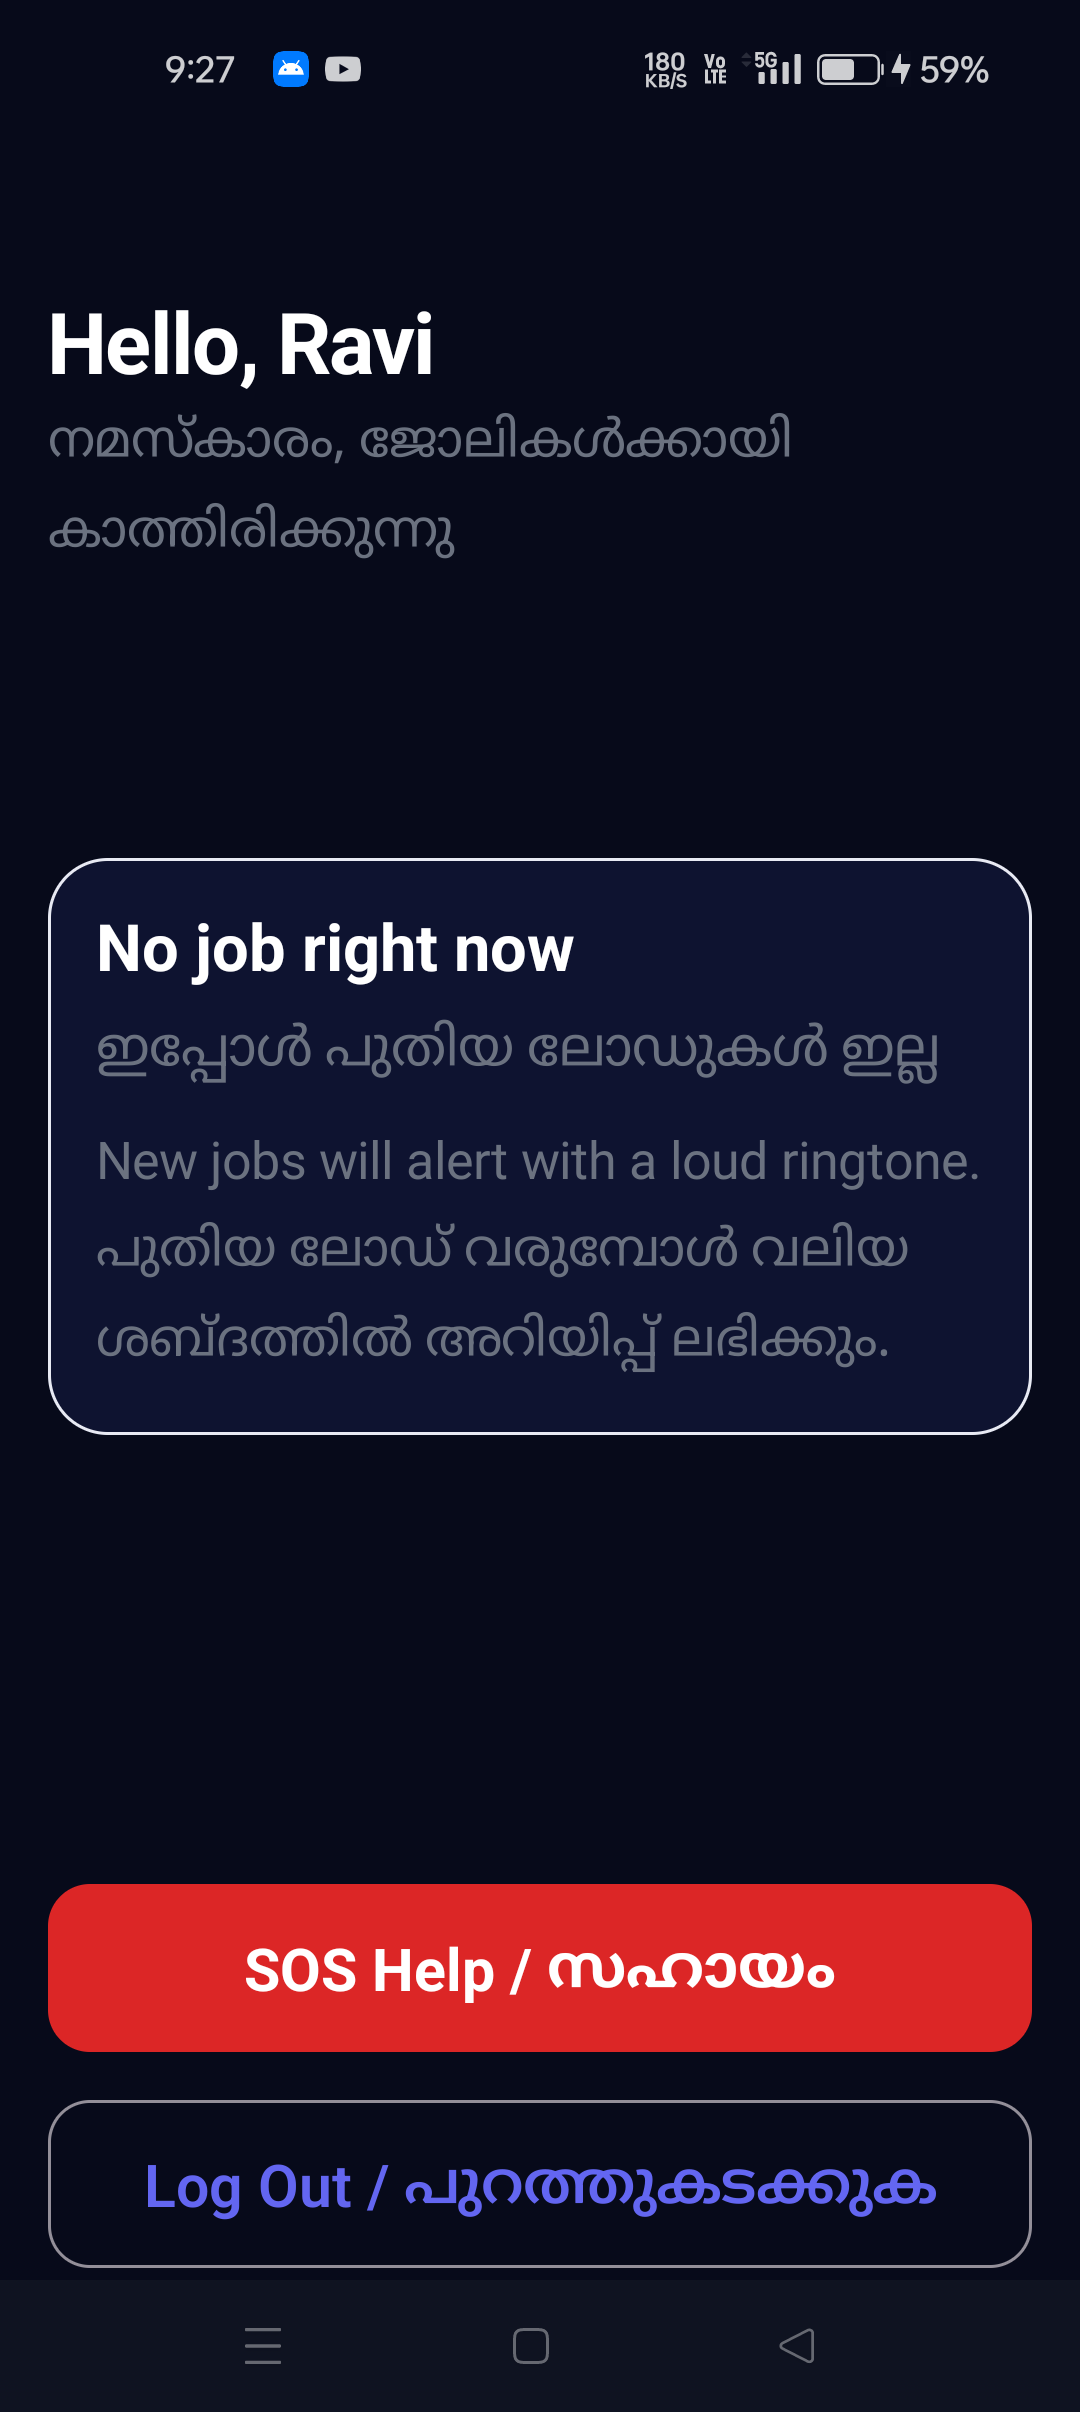 9:27
180 KB/S Vo LTE 5G 59%
Hello, Ravi
നമസ്കാരം, ജോലികൾക്കായി
കാത്തിരിക്കുന്നു
No job right now
ഇപ്പോൾ പുതിയ ലോഡുകൾ ഇല്ല
New jobs will alert with a loud ringtone.
പുതിയ ലോഡ് വരുമ്പോൾ വലിയ
ശബ്ദത്തിൽ അറിയിപ്പ് ലഭിക്കും.
SOS Help / സഹായം
Log Out / പുറത്തുകടക്കുക